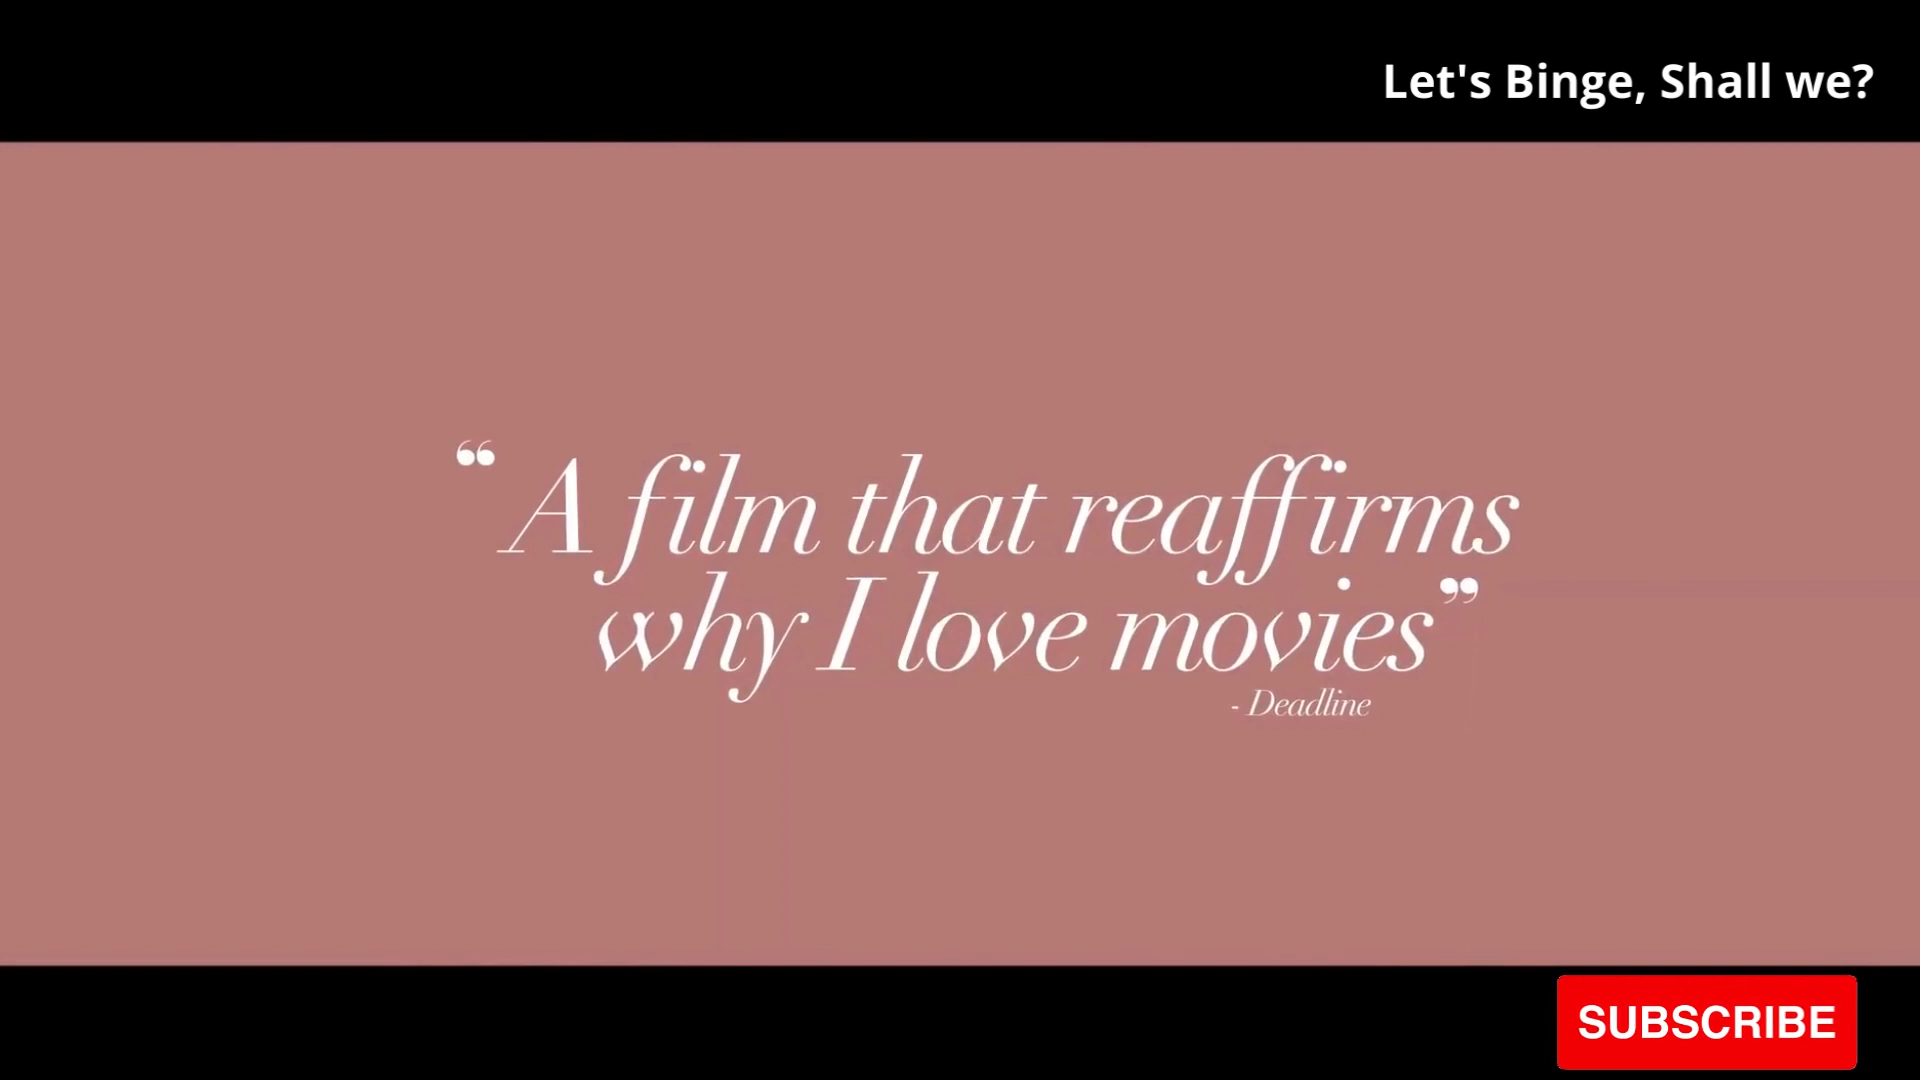 Let's Binge, Shall we?
“A film that reaffirms
why I love movies”
- Deadline
SUBSCRIBE